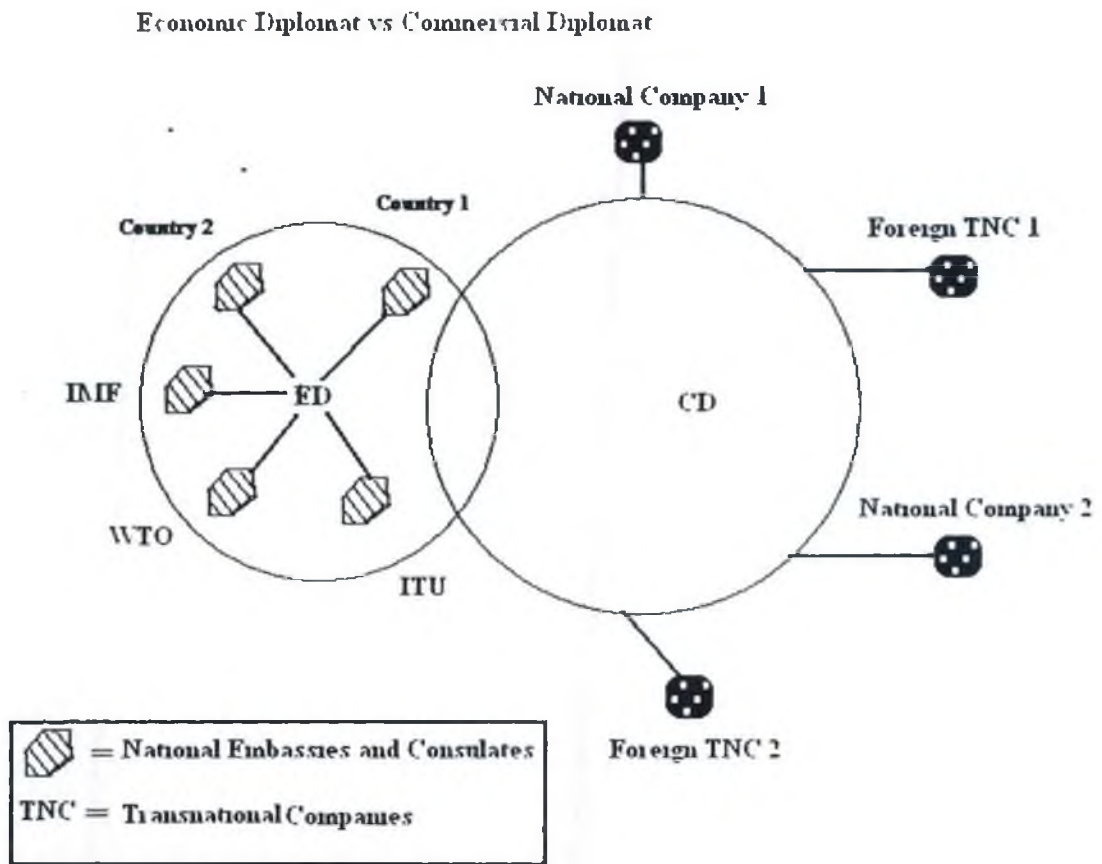 Economic Diplomat vs Commercial Diplomat
National Company 1
Country 1
Country 2
Foreign TNC 1
IMF
ED
CD
National Company 2
WTO
ITU
Foreign TNC 2
= National Embassies and Consulates
TNC = Transnational Companies